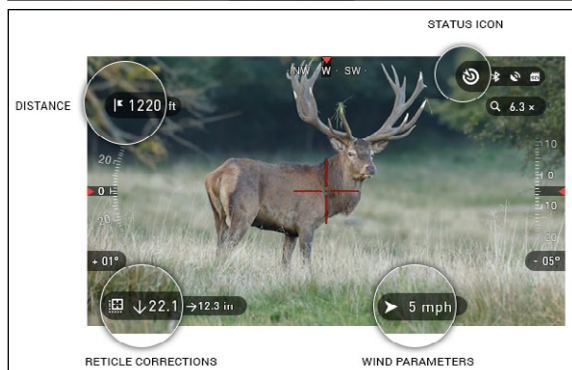 STATUS ICON
NW · W · SW ·
DISTANCE
1220 ft
6.3 ×
20
10
0
0
20
10
20
+ 01°
- 05°
↓22.1 →12.3 in
5 mph
RETICLE CORRECTIONS
WIND PARAMETERS